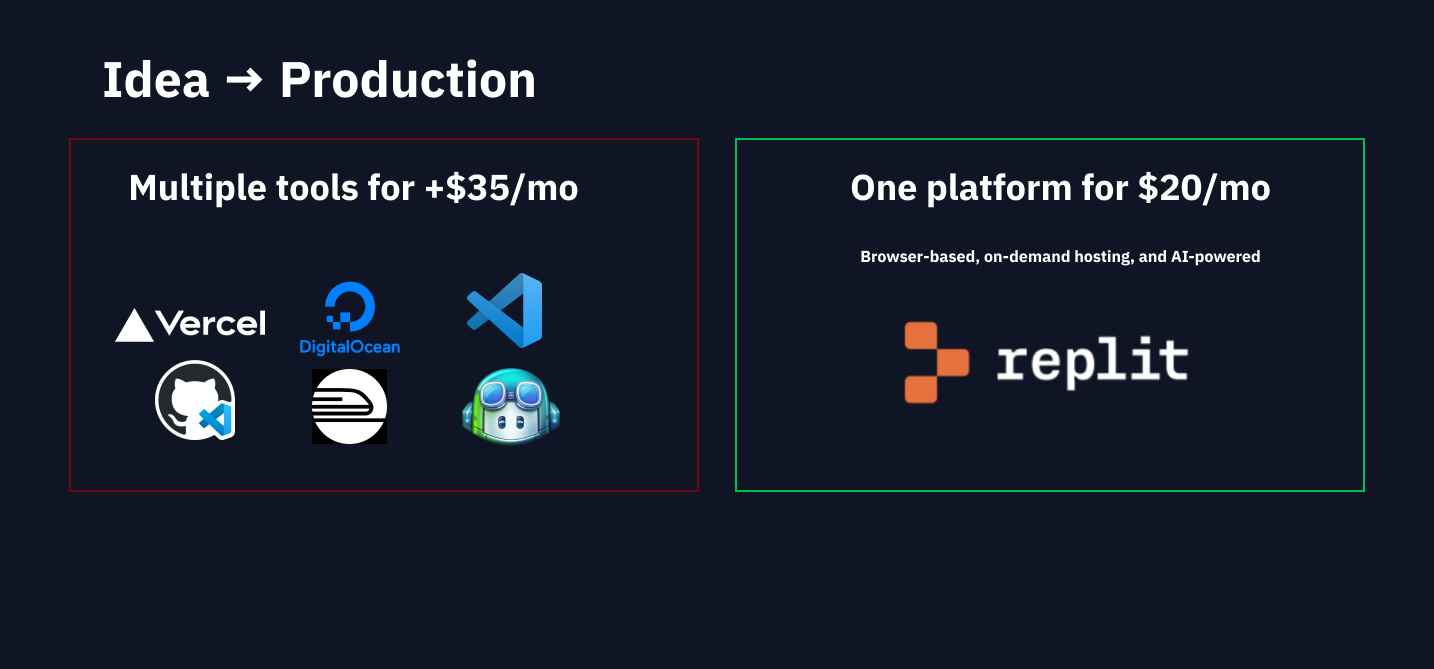 Idea → Production
Multiple tools for +$35/mo
Vercel
DigitalOcean
One platform for $20/mo
Browser-based, on-demand hosting, and AI-powered
replit